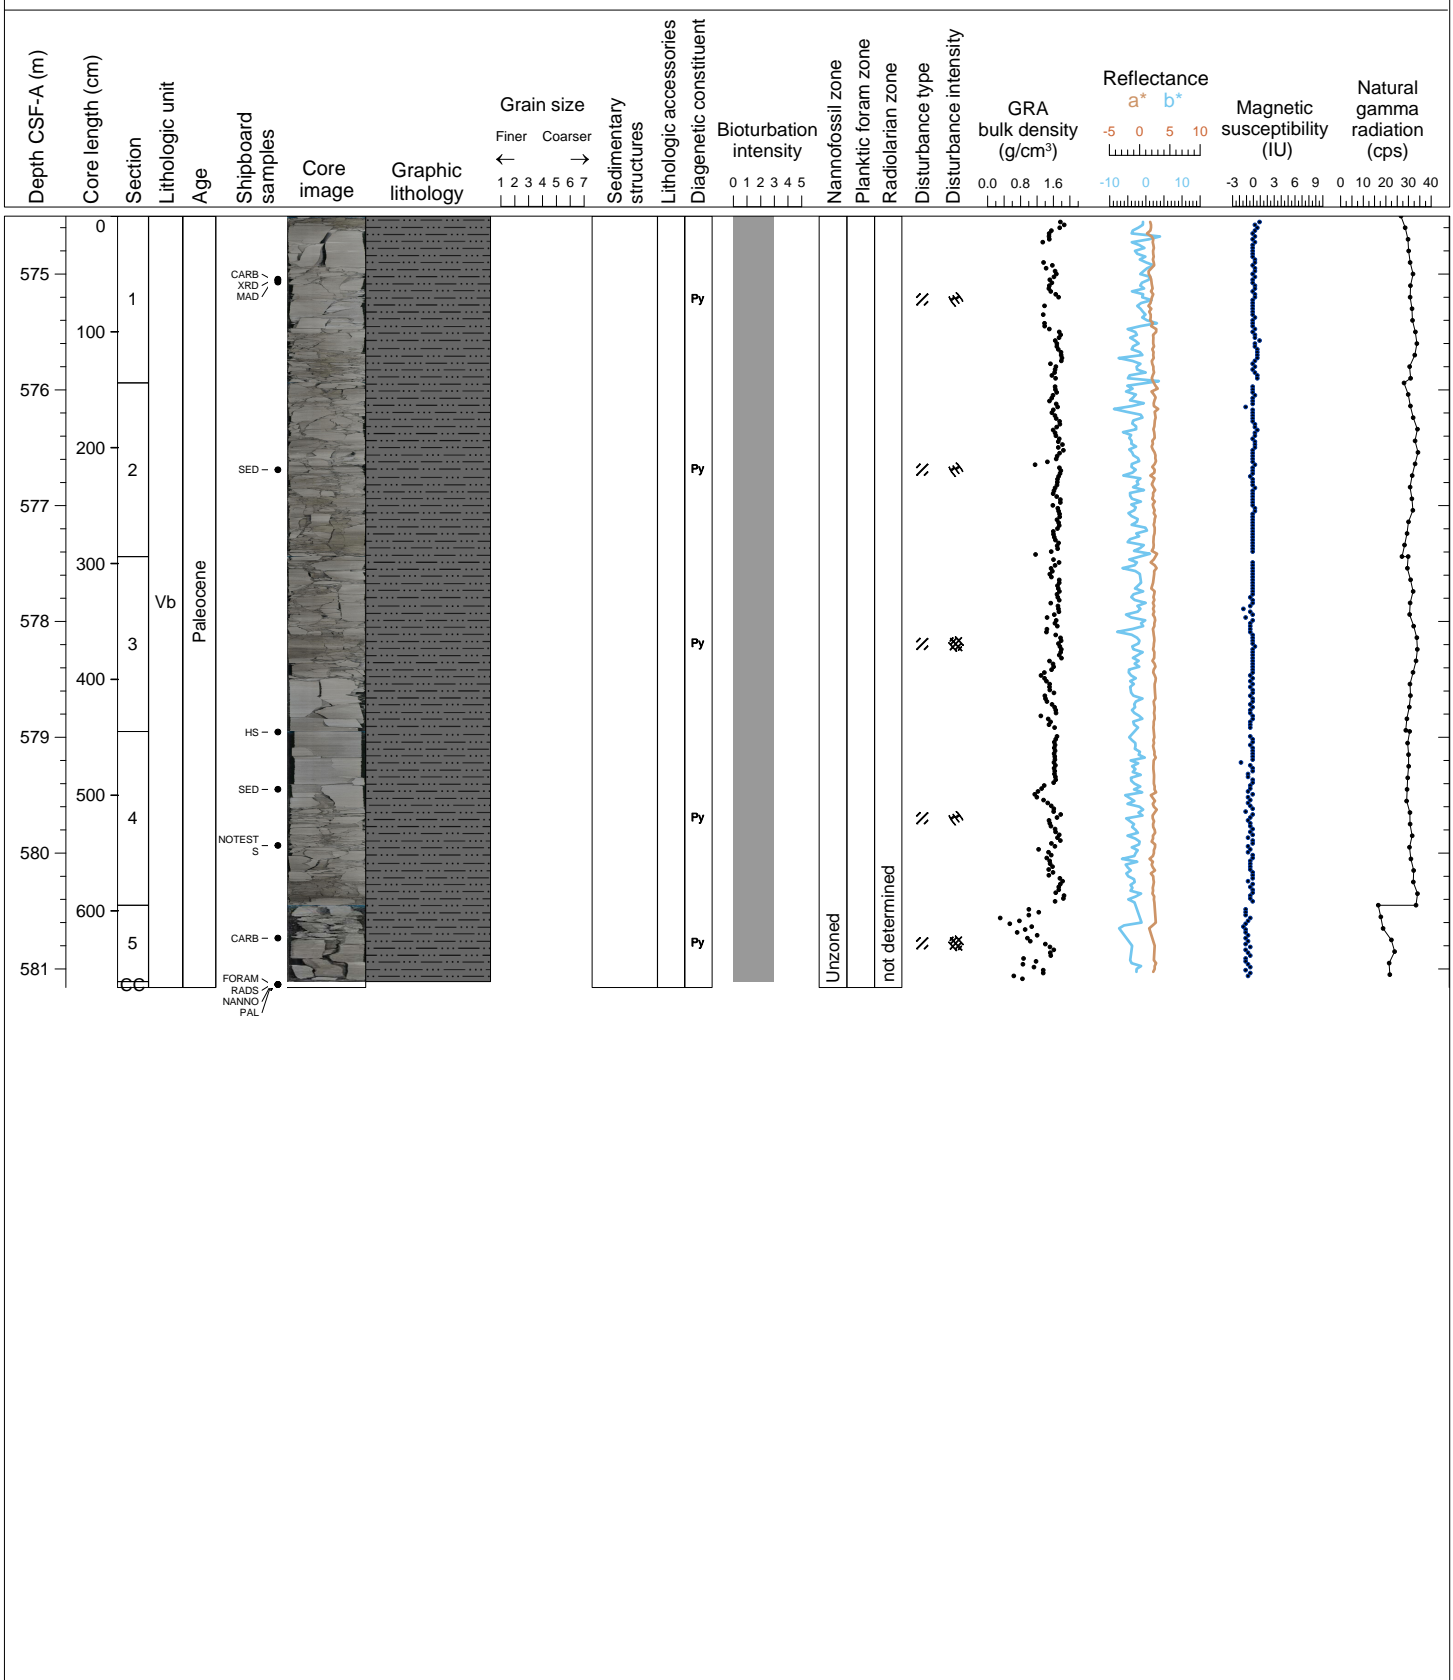 Depth CSF-A (m)
Core length (cm)
Section
Lithologic unit
Age
Shipboard
samples
Core
image
Graphic
lithology
Grain size
Finer Coarser
← →
1 2 3 4 5 6 7
Sedimentary
structures
Lithologic accessories
Diagenetic constituent
Bioturbation
intensity
0 1 2 3 4 5
Nannofossil zone
Planktic foram zone
Radiolarian zone
Disturbance type
Disturbance intensity
GRA
bulk density
(g/cm³)
0.0 0.8 1.6
Reflectance
a* b*
-5 0 5 10
-10 0 10
Magnetic
susceptibility
(IU)
-3 0 3 6 9
Natural
gamma
radiation
(cps)
0 10 20 30 40
575
576
577
578
579
580
581
0
100
200
300
400
500
600
1
2
3
4
5
CC
Vb
Paleocene
CARB
XRD
MAD
SED
HS
SED
NOTEST
S
CARB
FORAM
RADS
NANNO
PAL
Py
Py
Py
Py
Py
Unzoned
not determined